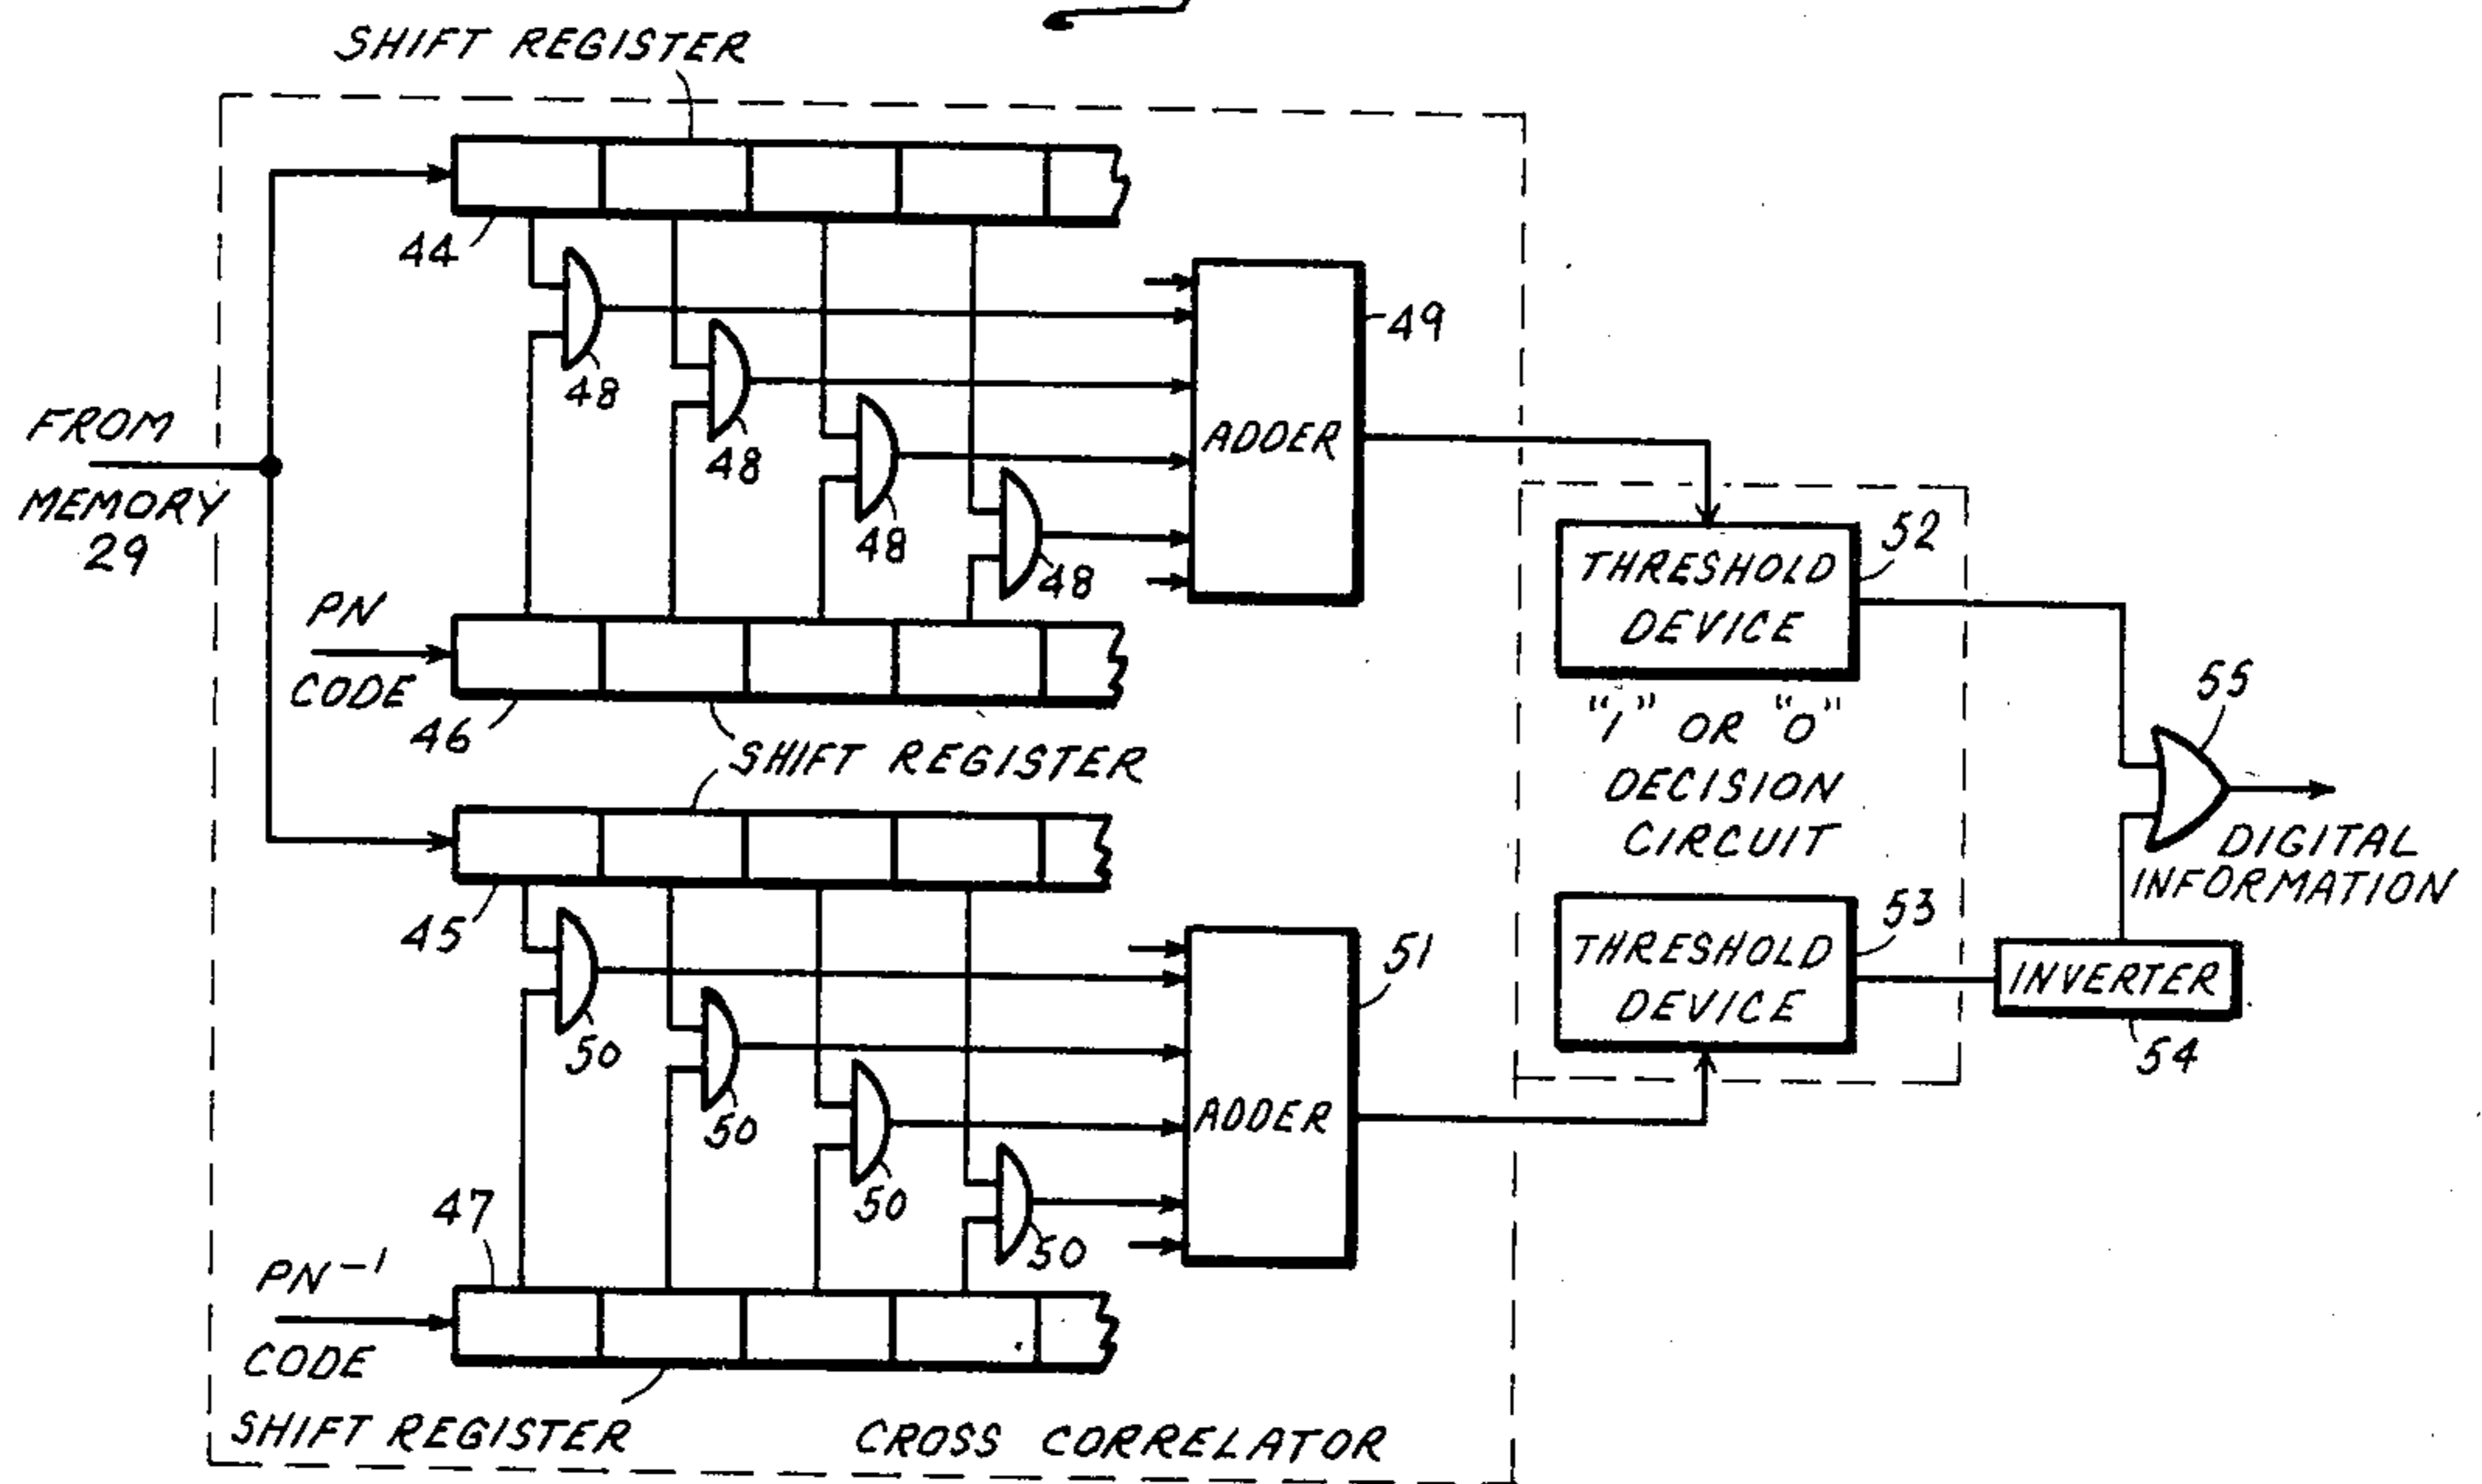 SHIFT REGISTER
44
48
48
48
48
49
ADDER
FROM
MEMORY
29
PN
CODE
46
SHIFT REGISTER
THRESHOLD
DEVICE
52
"1" OR "0"
DECISION
CIRCUIT
55
DIGITAL
INFORMATION
45
50
50
50
50
51
ADDER
THRESHOLD
DEVICE
53
INVERTER
54
47
PN-1
CODE
SHIFT REGISTER
CROSS CORRELATOR